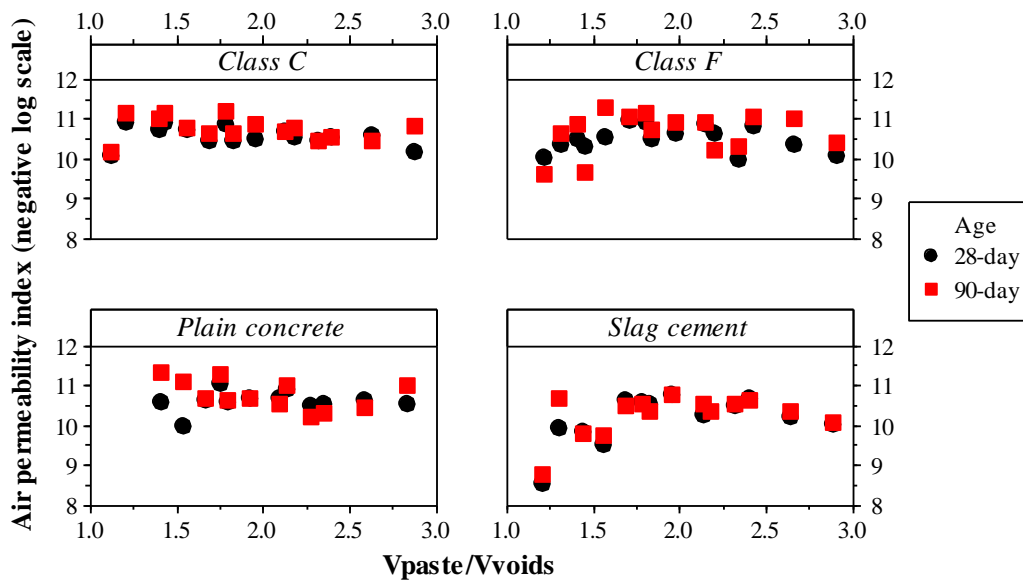 1.0 1.5 2.0 2.5 3.0 1.0 1.5 2.0 2.5 3.0
Class C Class F
12 12
11 11
10 10
9 9
8 8
Age
28-day
90-day
Plain concrete Slag cement
12 12
11 11
10 10
9 9
8 8
1.0 1.5 2.0 2.5 3.0 1.0 1.5 2.0 2.5 3.0
Vpaste/Vvoids
Air permeability index (negative log scale)